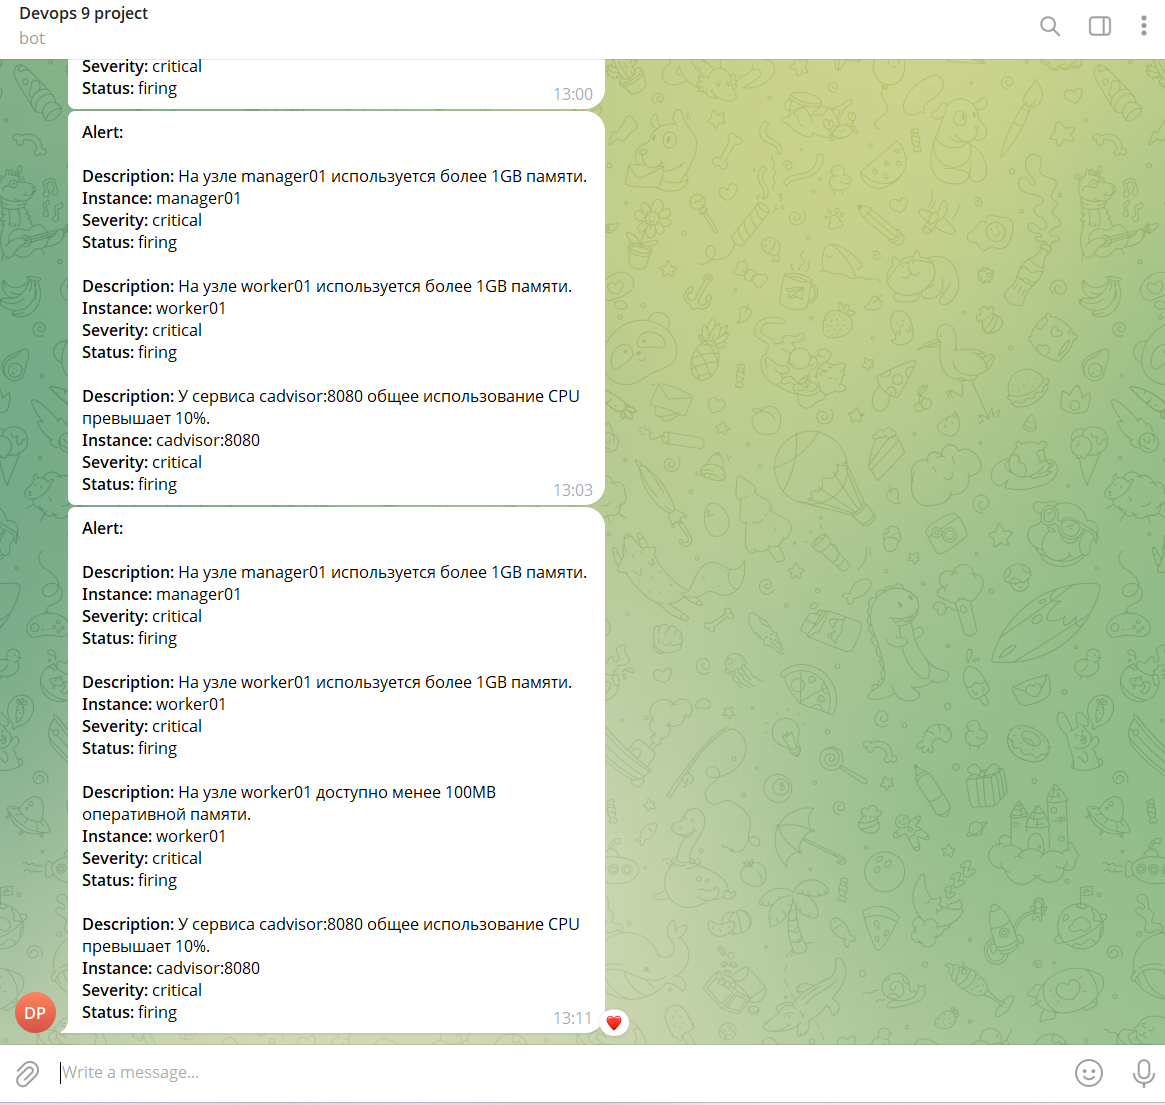 Devops 9 project
bot
Severity: critical
Status: firing
13:00
Alert:
Description: На узле manager01 используется более 1GB памяти.
Instance: manager01
Severity: critical
Status: firing
Description: На узле worker01 используется более 1GB памяти.
Instance: worker01
Severity: critical
Status: firing
Description: У сервиса cadvisor:8080 общее использование CPU
превышает 10%.
Instance: cadvisor:8080
Severity: critical
Status: firing
13:03
Alert:
Description: На узле manager01 используется более 1GB памяти.
Instance: manager01
Severity: critical
Status: firing
Description: На узле worker01 используется более 1GB памяти.
Instance: worker01
Severity: critical
Status: firing
Description: На узле worker01 доступно менее 100MB
оперативной памяти.
Instance: worker01
Severity: critical
Status: firing
Description: У сервиса cadvisor:8080 общее использование CPU
превышает 10%.
Instance: cadvisor:8080
Severity: critical
Status: firing
13:11
DP
Write a message...